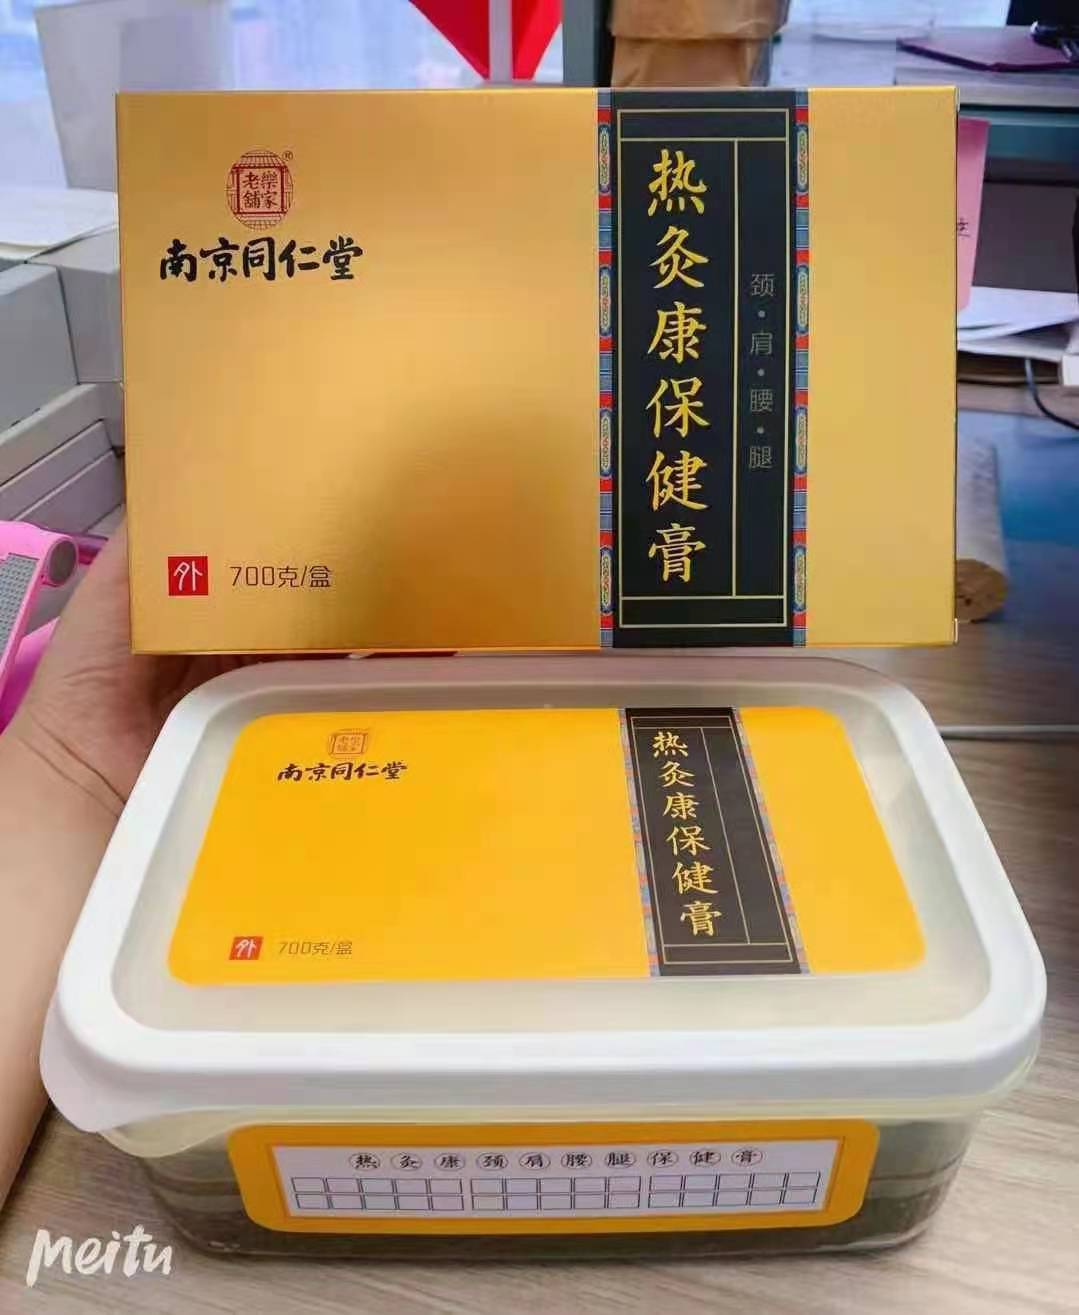 樂家
老舖
®
南京同仁堂
热灸康保健膏
颈·肩·腰·腿
外 700克/盒
南京同仁堂
热灸康保健膏
外 700克/盒
热灸康颈肩腰腿保健膏
Meitu